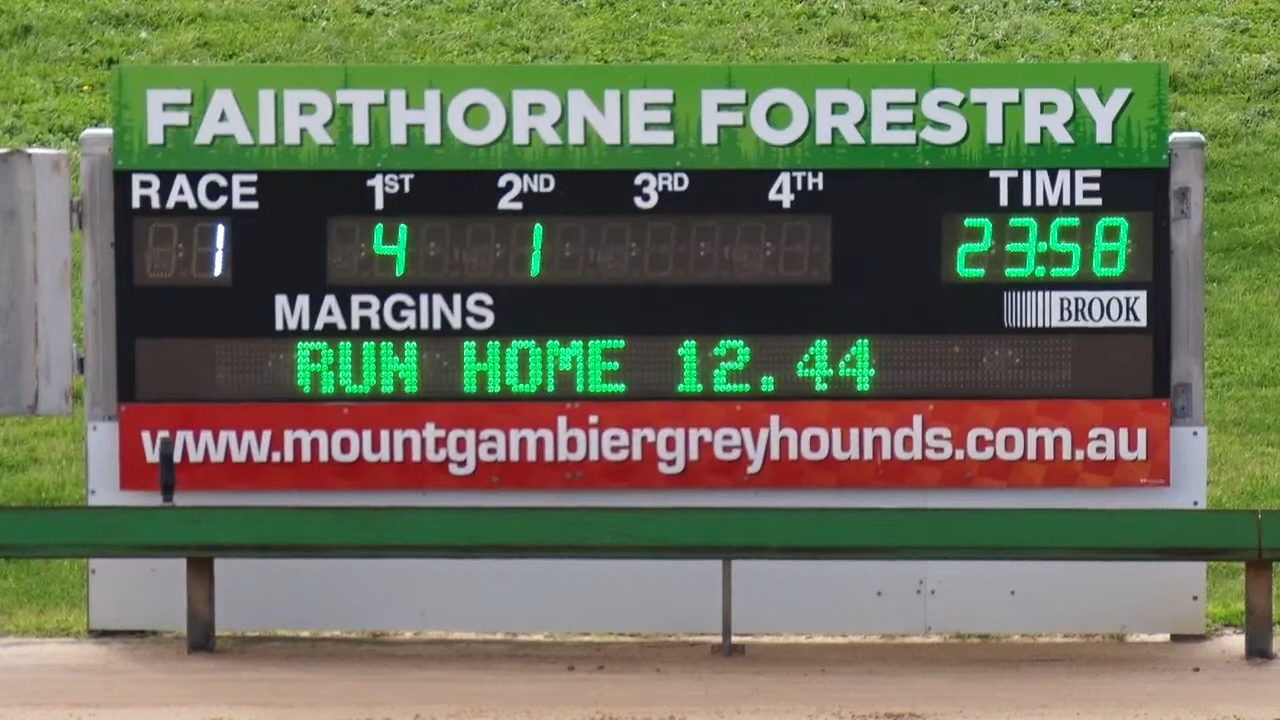 FAIRTHORNE FORESTRY
RACE 1ST 2ND 3RD 4TH TIME
1 4 1 23:58
MARGINS BROOK
RUN HOME 12.44
www.mountgambiergreyhounds.com.au